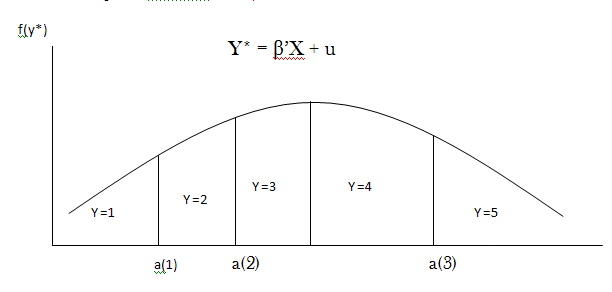 f(y*)
Y* = β’X + u
Y=1
Y=2
Y=3
Y=4
Y=5
a(1)
a(2)
a(3)